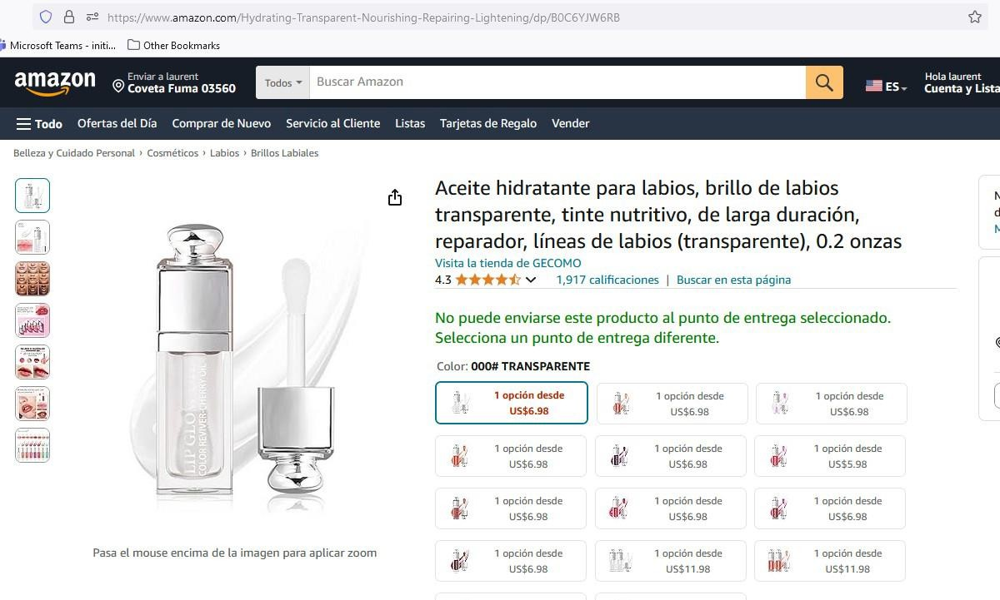 https://www.amazon.com/Hydrating-Transparent-Nourishing-Repairing-Lightening/dp/B0C6YJW6RB
Microsoft Teams - initi... Other Bookmarks
amazon
Enviar a laurent
Coveta Fuma 03560
Todos
Buscar Amazon
ES
Hola laurent
Cuenta y Lista
Todo Ofertas del Día Comprar de Nuevo Servicio al Cliente Listas Tarjetas de Regalo Vender
Belleza y Cuidado Personal › Cosméticos › Labios › Brillos Labiales
Aceite hidratante para labios, brillo de labios
transparente, tinte nutritivo, de larga duración,
reparador, líneas de labios (transparente), 0.2 onzas
Visita la tienda de GECOMO
4.3 1,917 calificaciones | Buscar en esta página
No puede enviarse este producto al punto de entrega seleccionado.
Selecciona un punto de entrega diferente.
Color: 000# TRANSPARENTE
1 opción desde
US$6.98
1 opción desde
US$6.98
1 opción desde
US$6.98
1 opción desde
US$6.98
1 opción desde
US$6.98
1 opción desde
US$5.98
1 opción desde
US$6.98
1 opción desde
US$6.98
1 opción desde
US$6.98
1 opción desde
US$6.98
1 opción desde
US$11.98
1 opción desde
US$11.98
LIP GLO
COLOR REVIVER CHERRY OIL
Pasa el mouse encima de la imagen para aplicar zoom